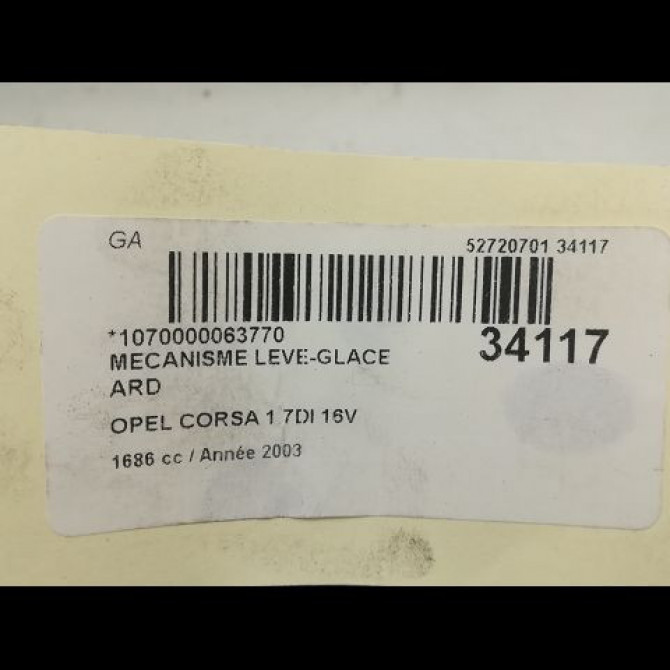 GA
52720701 34117
*1070000063770
34117
MECANISME LEVE-GLACE
ARD
OPEL CORSA 1.7DI 16V
1686 cc / Année 2003